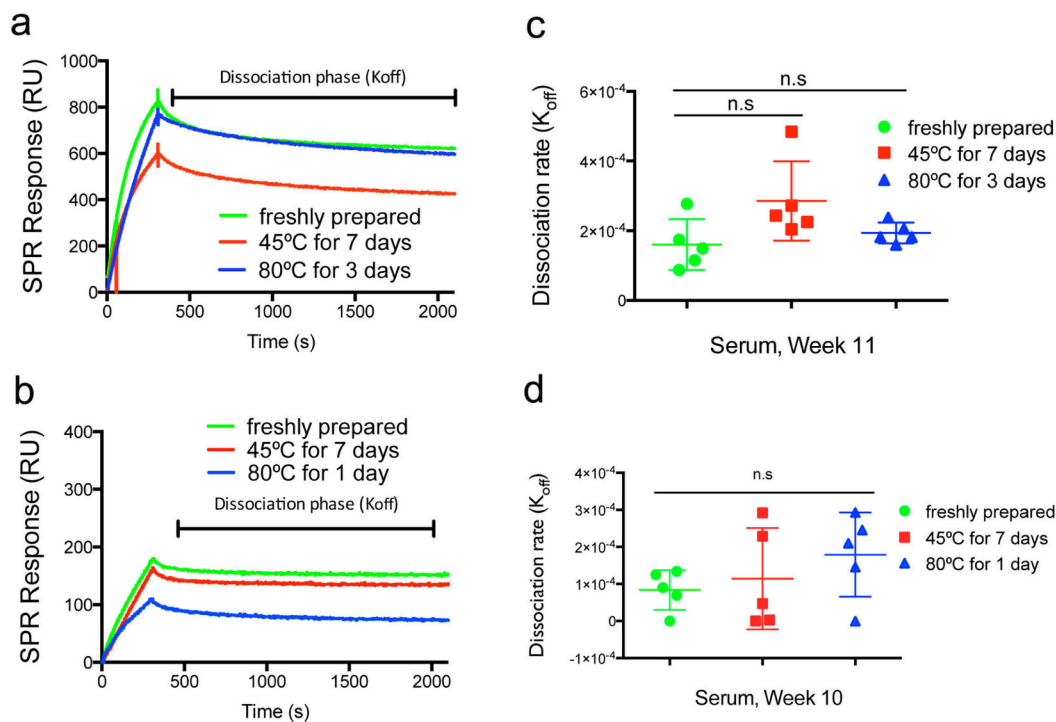 a
SPR Response (RU)
1000
800
600
400
200
0
Dissociation phase (Koff)
freshly prepared
45ºC for 7 days
80ºC for 3 days
0 500 1000 1500 2000
Time (s)
c
Dissociation rate (Koff)
6×10-4
4×10-4
2×10-4
0
n.s
n.s
freshly prepared
45ºC for 7 days
80ºC for 3 days
Serum, Week 11
b
SPR Response (RU)
400
300
200
100
0
freshly prepared
45ºC for 7 days
80ºC for 1 day
Dissociation phase (Koff)
0 500 1000 1500 2000
Time (s)
d
Dissociation rate (Koff)
4×10-4
3×10-4
2×10-4
1×10-4
0
-1×10-4
n.s
freshly prepared
45ºC for 7 days
80ºC for 1 day
Serum, Week 10